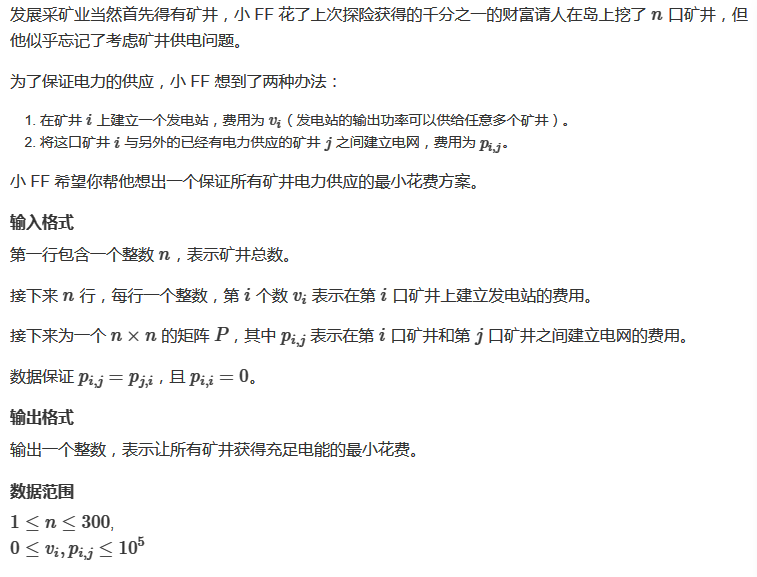 发展采矿业当然首先得有矿井，小 FF 花了上次探险获得的千分之一的财富请人在岛上挖了 n 口矿井，但
他似乎忘记了考虑矿井供电问题。
为了保证电力的供应，小 FF 想到了两种办法：
1. 在矿井 i 上建立一个发电站，费用为 v_i（发电站的输出功率可以供给任意多个矿井）。
2. 将这口矿井 i 与另外的已经有电力供应的矿井 j 之间建立电网，费用为 p_{i,j}。
小 FF 希望你帮他想出一个保证所有矿井电力供应的最小花费方案。
输入格式
第一行包含一个整数 n，表示矿井总数。
接下来 n 行，每行一个整数，第 i 个数 v_i 表示在第 i 口矿井上建立发电站的费用。
接下来为一个 n × n 的矩阵 P，其中 p_{i,j} 表示在第 i 口矿井和第 j 口矿井之间建立电网的费用。
数据保证 p_{i,j} = p_{j,i}，且 p_{i,i} = 0。
输出格式
输出一个整数，表示让所有矿井获得充足电能的最小花费。
数据范围
1 ≤ n ≤ 300,
0 ≤ v_i, p_{i,j} ≤ 10^5